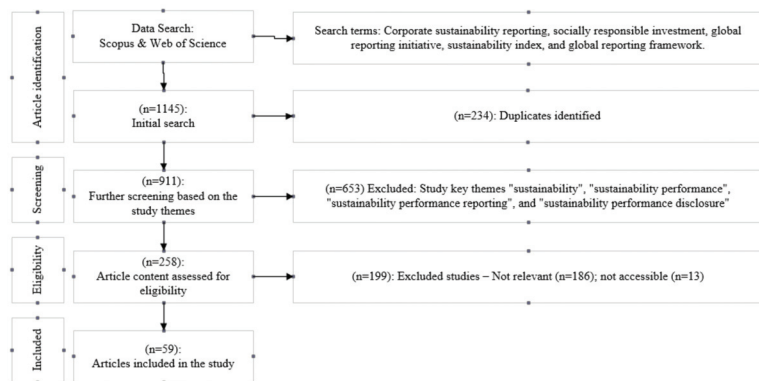 Article identification
Data Search:
Scopus & Web of Science
Search terms: Corporate sustainability reporting, socially responsible investment, global
reporting initiative, sustainability index, and global reporting framework.
(n=1145):
Initial search
(n=234): Duplicates identified
Screening
(n=911):
Further screening based on the
study themes
(n=653) Excluded: Study key themes "sustainability", "sustainability performance",
"sustainability performance reporting", and "sustainability performance disclosure"
Eligibility
(n=258):
Article content assessed for
eligibility
(n=199): Excluded studies – Not relevant (n=186); not accessible (n=13)
Included
(n=59):
Articles included in the study